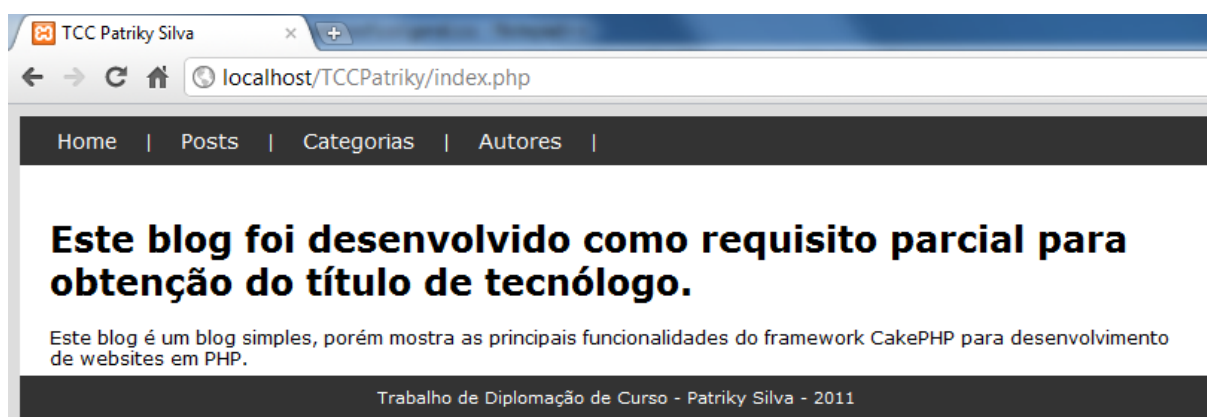 TCC Patriky Silva
localhost/TCCPatriky/index.php
Home | Posts | Categorias | Autores |
Este blog foi desenvolvido como requisito parcial para
obtenção do título de tecnólogo.
Este blog é um blog simples, porém mostra as principais funcionalidades do framework CakePHP para desenvolvimento
de websites em PHP.
Trabalho de Diplomação de Curso - Patriky Silva - 2011